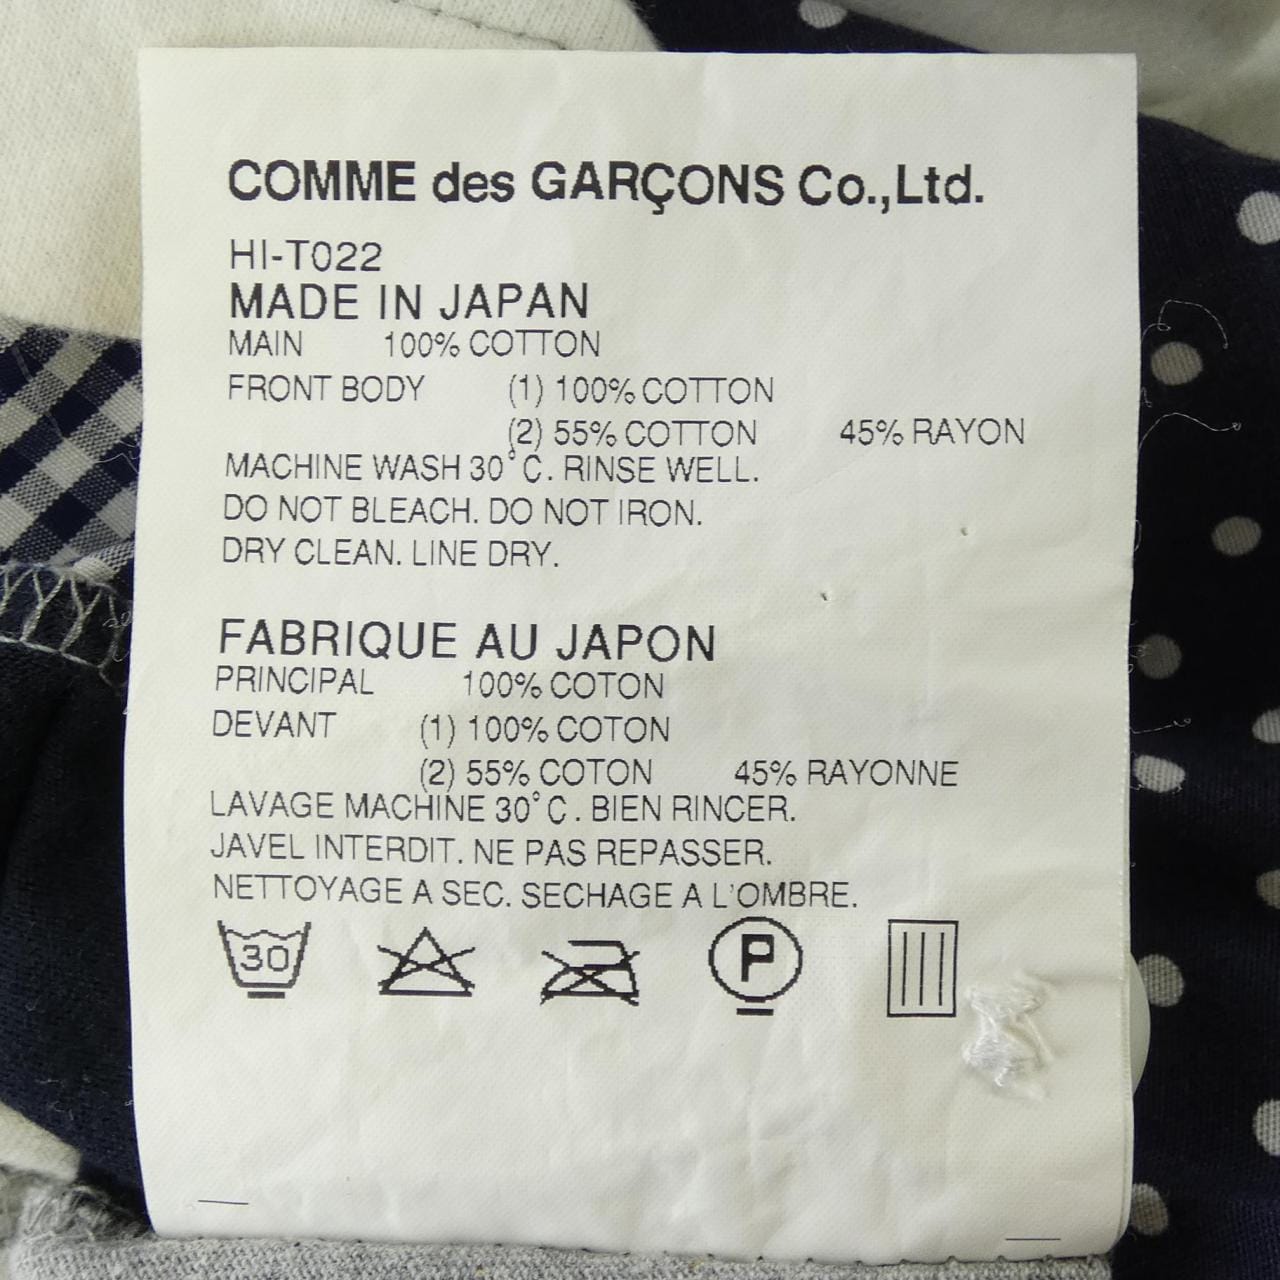 COMME des GARÇONS Co.,Ltd.
HI-T022
MADE IN JAPAN
MAIN 100% COTTON
FRONT BODY (1) 100% COTTON
(2) 55% COTTON 45% RAYON
MACHINE WASH 30°C. RINSE WELL.
DO NOT BLEACH. DO NOT IRON.
DRY CLEAN. LINE DRY.
FABRIQUE AU JAPON
PRINCIPAL 100% COTON
DEVANT (1) 100% COTON
(2) 55% COTON 45% RAYONNE
LAVAGE MACHINE 30°C. BIEN RINCER.
JAVEL INTERDIT. NE PAS REPASSER.
NETTOYAGE A SEC. SECHAGE A L'OMBRE.
30 P